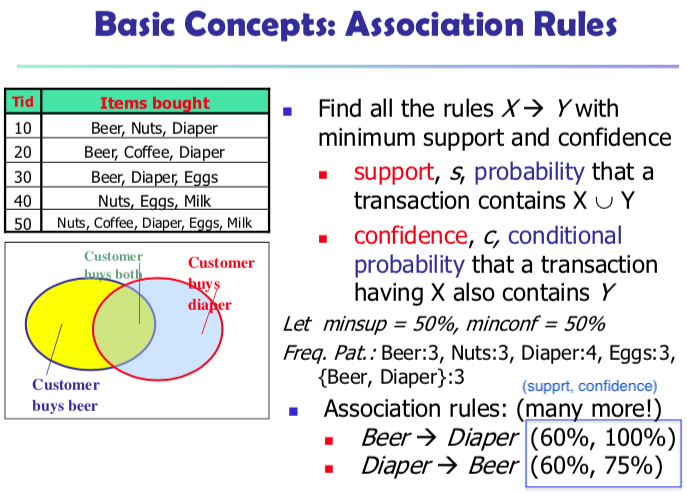 Basic Concepts: Association Rules
Tid Items bought
10 Beer, Nuts, Diaper
20 Beer, Coffee, Diaper
30 Beer, Diaper, Eggs
40 Nuts, Eggs, Milk
50 Nuts, Coffee, Diaper, Eggs, Milk
Customer
buys both
Customer
buys
diaper
Customer
buys beer
Find all the rules X → Y with
minimum support and confidence
support, s, probability that a
transaction contains X ∪ Y
confidence, c, conditional
probability that a transaction
having X also contains Y
Let minsup = 50%, minconf = 50%
Freq. Pat.: Beer:3, Nuts:3, Diaper:4, Eggs:3,
{Beer, Diaper}:3
(supprt, confidence)
Association rules: (many more!)
Beer → Diaper (60%, 100%)
Diaper → Beer (60%, 75%)